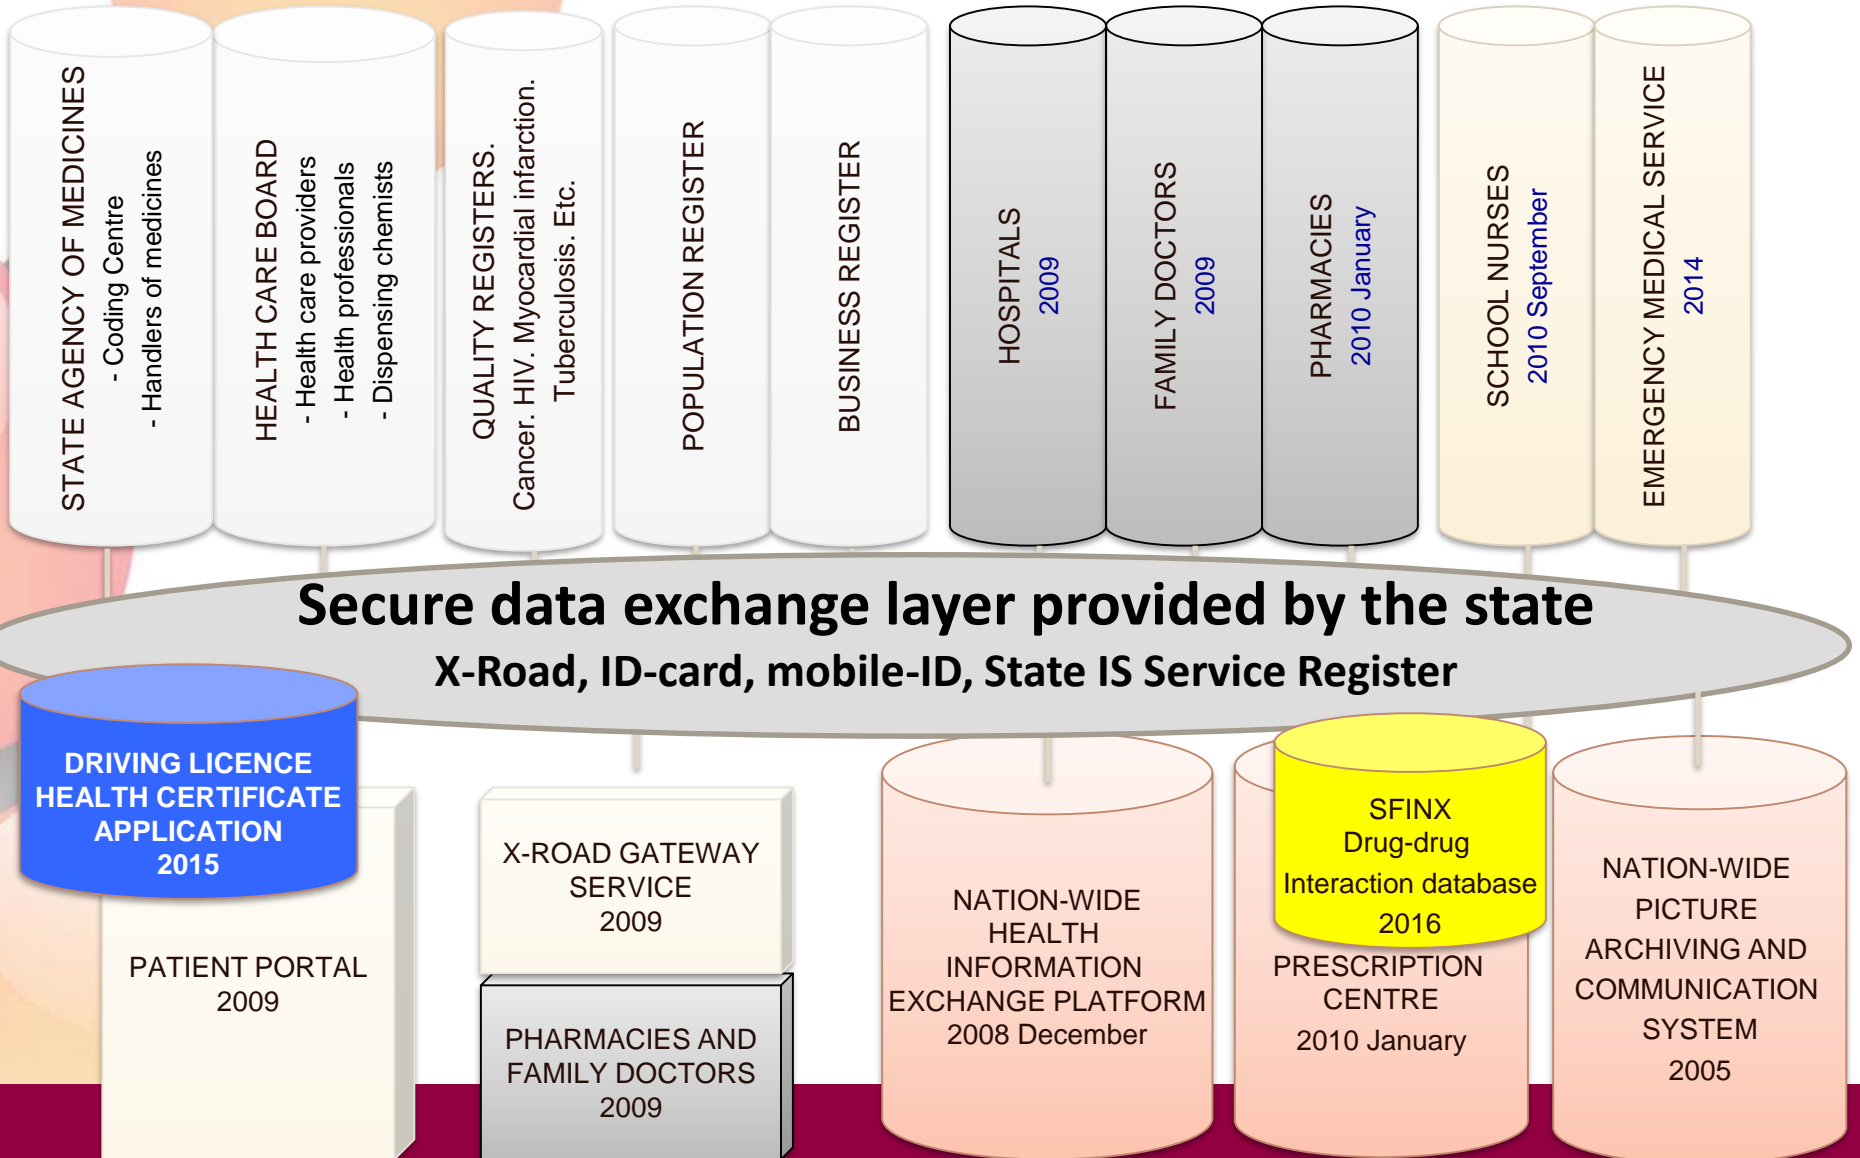 STATE AGENCY OF MEDICINES
- Coding Centre
- Handlers of medicines
HEALTH CARE BOARD
- Health care providers
- Health professionals
- Dispensing chemists
QUALITY REGISTERS.
Cancer. HIV. Myocardial infarction.
Tuberculosis. Etc.
POPULATION REGISTER
BUSINESS REGISTER
HOSPITALS
2009
FAMILY DOCTORS
2009
PHARMACIES
2010 January
SCHOOL NURSES
2010 September
EMERGENCY MEDICAL SERVICE
2014
Secure data exchange layer provided by the state
X-Road, ID-card, mobile-ID, State IS Service Register
DRIVING LICENCE
HEALTH CERTIFICATE
APPLICATION
2015
PATIENT PORTAL
2009
X-ROAD GATEWAY
SERVICE
2009
PHARMACIES AND
FAMILY DOCTORS
2009
NATION-WIDE
HEALTH
INFORMATION
EXCHANGE PLATFORM
2008 December
SFINX
Drug-drug
Interaction database
2016
PRESCRIPTION
CENTRE
2010 January
NATION-WIDE
PICTURE
ARCHIVING AND
COMMUNICATION
SYSTEM
2005